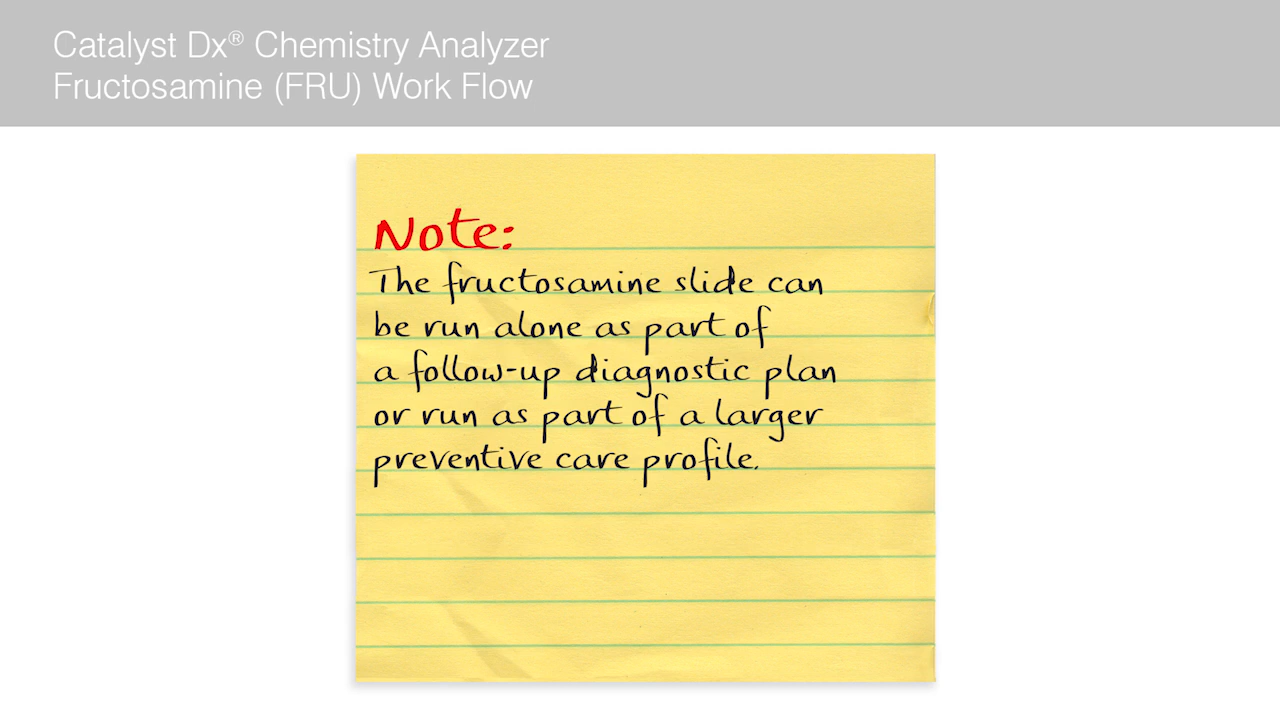 Catalyst Dx® Chemistry Analyzer
Fructosamine (FRU) Work Flow
Note:
The fructosamine slide can
be run alone as part of
a follow-up diagnostic plan
or run as part of a larger
preventive care profile.